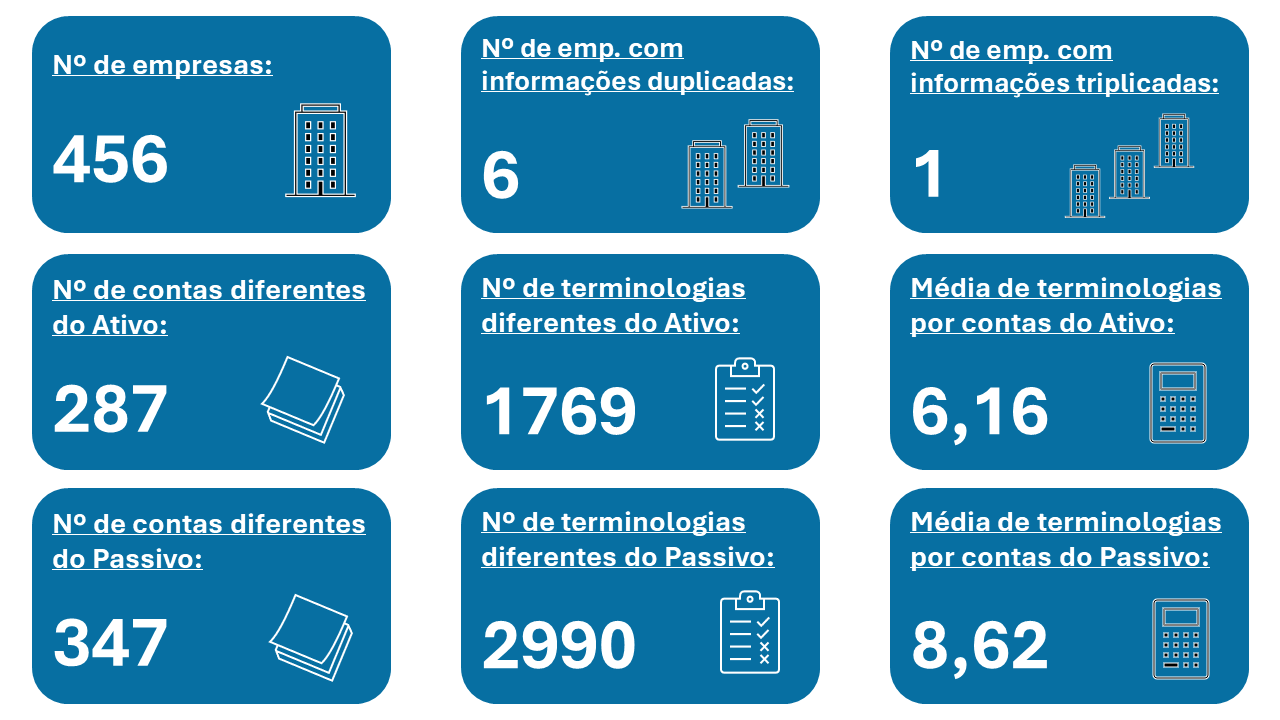 Nº de empresas:
456
Nº de emp. com
informações duplicadas:
6
Nº de emp. com
informações triplicadas:
1
Nº de contas diferentes
do Ativo:
287
Nº de terminologias
diferentes do Ativo:
1769
Média de terminologias
por contas do Ativo:
6,16
Nº de contas diferentes
do Passivo:
347
Nº de terminologias
diferentes do Passivo:
2990
Média de terminologias
por contas do Passivo:
8,62